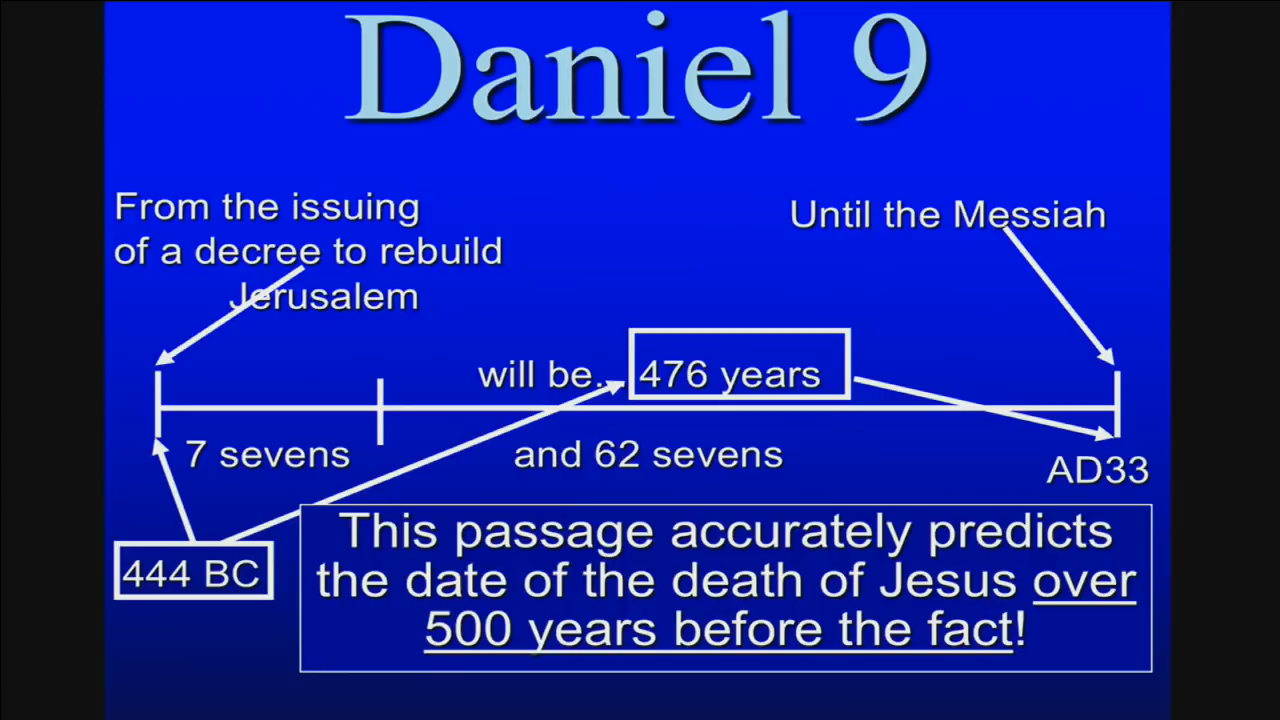 Daniel 9
From the issuing
of a decree to rebuild
Jerusalem
Until the Messiah
will be.. 476 years
7 sevens
and 62 sevens
AD33
444 BC
This passage accurately predicts
the date of the death of Jesus over
500 years before the fact!